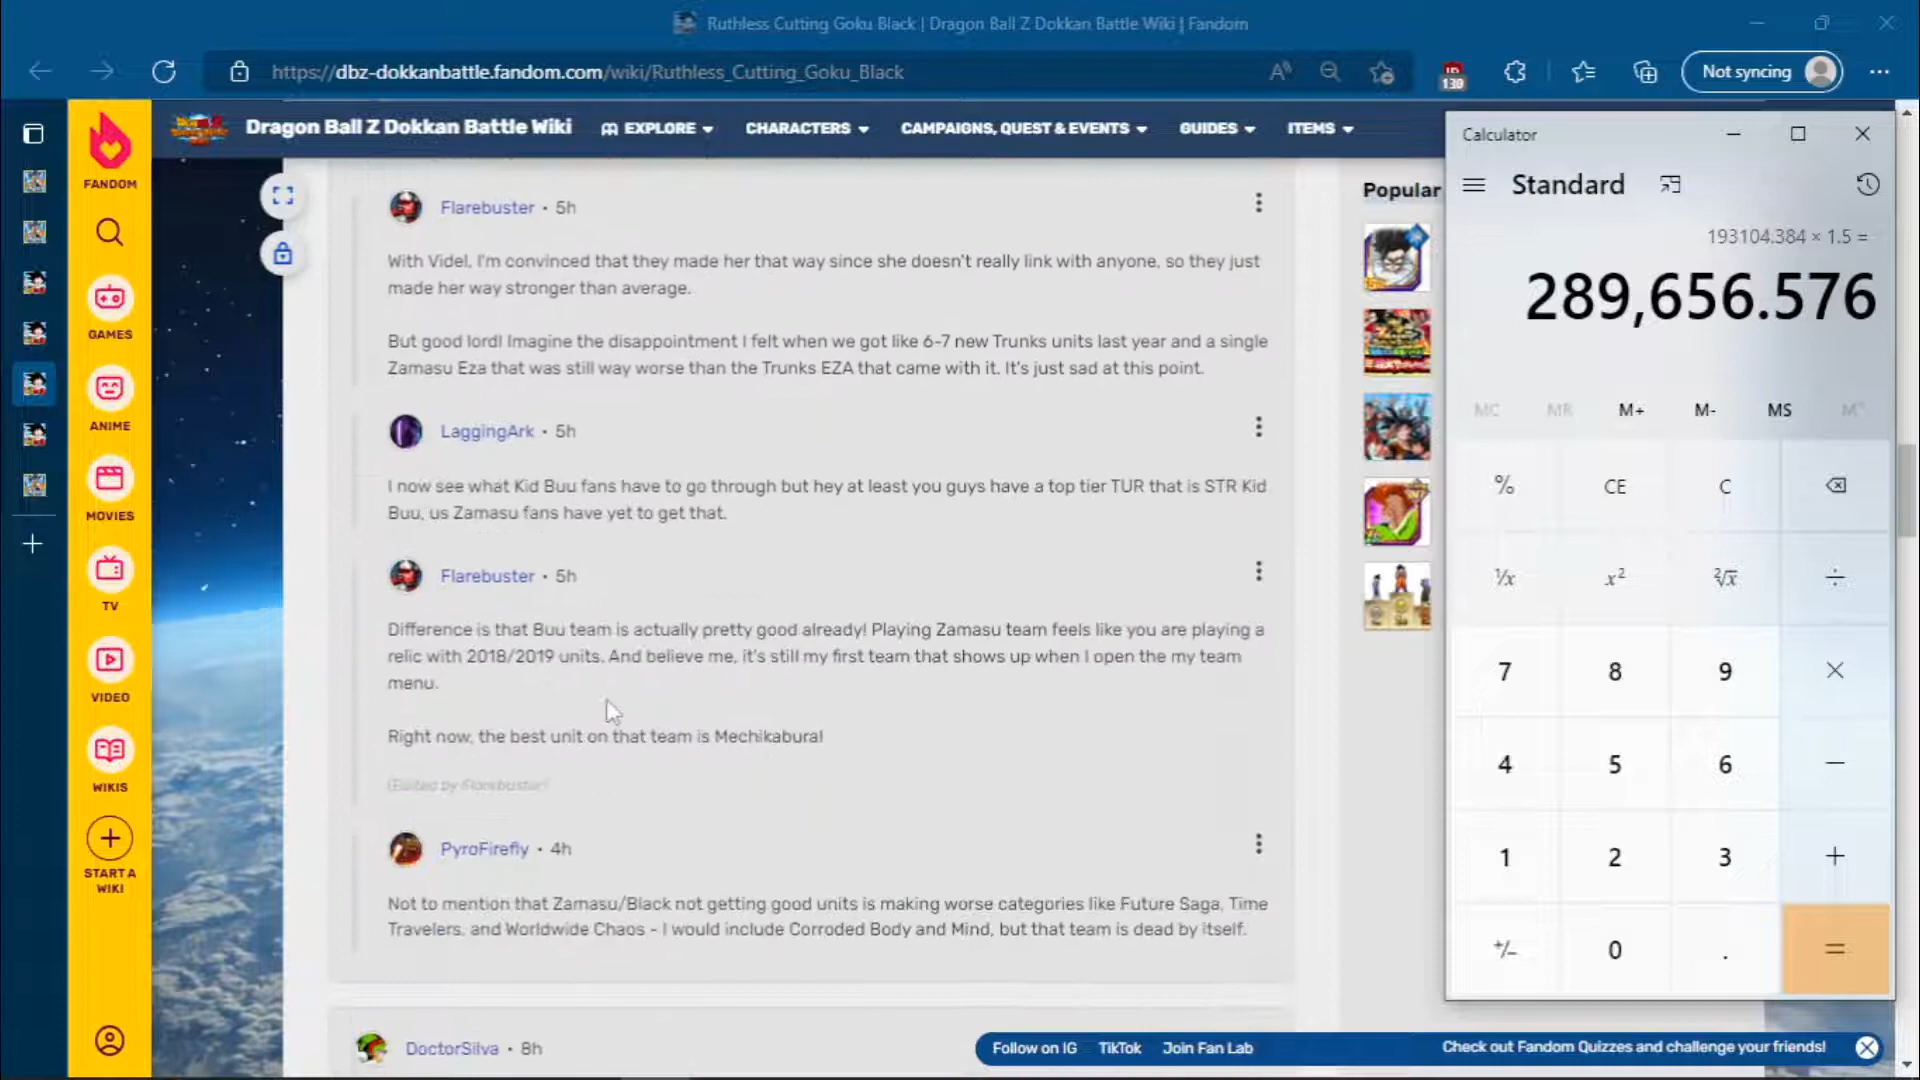 Ruthless Cutting Goku Black | Dragon Ball Z Dokkan Battle Wiki | Fandom
https://dbz-dokkanbattle.fandom.com/wiki/Ruthless_Cutting_Goku_Black
130
Not syncing
FANDOM
GAMES
ANIME
MOVIES
TV
VIDEO
WIKIS
START A
WIKI
Dragon Ball Z Dokkan Battle Wiki
EXPLORE
CHARACTERS
CAMPAIGNS, QUEST & EVENTS
GUIDES
ITEMS
Flarebuster • 5h
With Videl, I'm convinced that they made her that way since she doesn't really link with anyone, so they just
made her way stronger than average.
But good lord! Imagine the disappointment I felt when we got like 6-7 new Trunks units last year and a single
Zamasu Eza that was still way worse than the Trunks EZA that came with it. It's just sad at this point.
LaggingArk • 5h
I now see what Kid Buu fans have to go through but hey at least you guys have a top tier TUR that is STR Kid
Buu, us Zamasu fans have yet to get that.
Flarebuster • 5h
Difference is that Buu team is actually pretty good already! Playing Zamasu team feels like you are playing a
relic with 2018/2019 units. And believe me, it's still my first team that shows up when I open the my team
menu.
Right now, the best unit on that team is Mechikabura!
(Edited by Flarebuster)
PyroFirefly • 4h
Not to mention that Zamasu/Black not getting good units is making worse categories like Future Saga, Time
Travelers, and Worldwide Chaos - I would include Corroded Body and Mind, but that team is dead by itself.
DoctorSilva • 8h
Popular
Follow on IG
TikTok
Join Fan Lab
Check out Fandom Quizzes and challenge your friends!
Calculator
Standard
193104.384 × 1.5 =
289,656.576
MC MR M+ M- MS M˅
% CE C
¹/x x² ²√x ÷
7 8 9 ×
4 5 6 −
1 2 3 +
+/− 0 . =